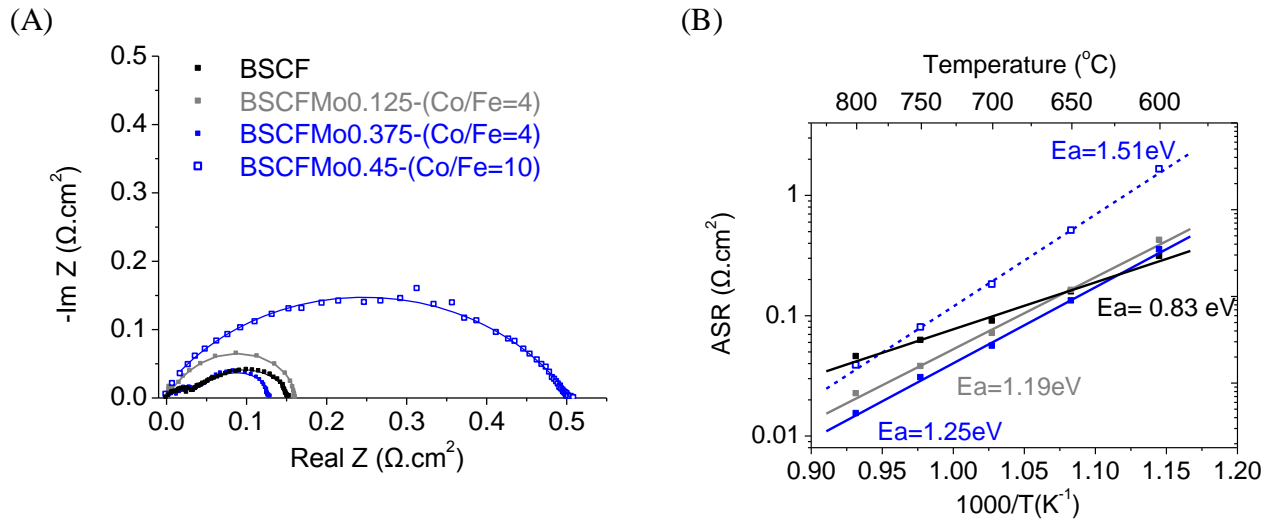 (A)
0.5
0.4
0.3
0.2
0.1
0.0
-Im Z (Ω.cm²)
BSCF
BSCFMo0.125-(Co/Fe=4)
BSCFMo0.375-(Co/Fe=4)
BSCFMo0.45-(Co/Fe=10)
0.0 0.1 0.2 0.3 0.4 0.5
Real Z (Ω.cm²)
(B)
Temperature (°C)
800 750 700 650 600
1
0.1
0.01
ASR (Ω.cm²)
Ea=1.51eV
Ea= 0.83 eV
Ea=1.19eV
Ea=1.25eV
0.90 0.95 1.00 1.05 1.10 1.15 1.20
1000/T(K⁻¹)